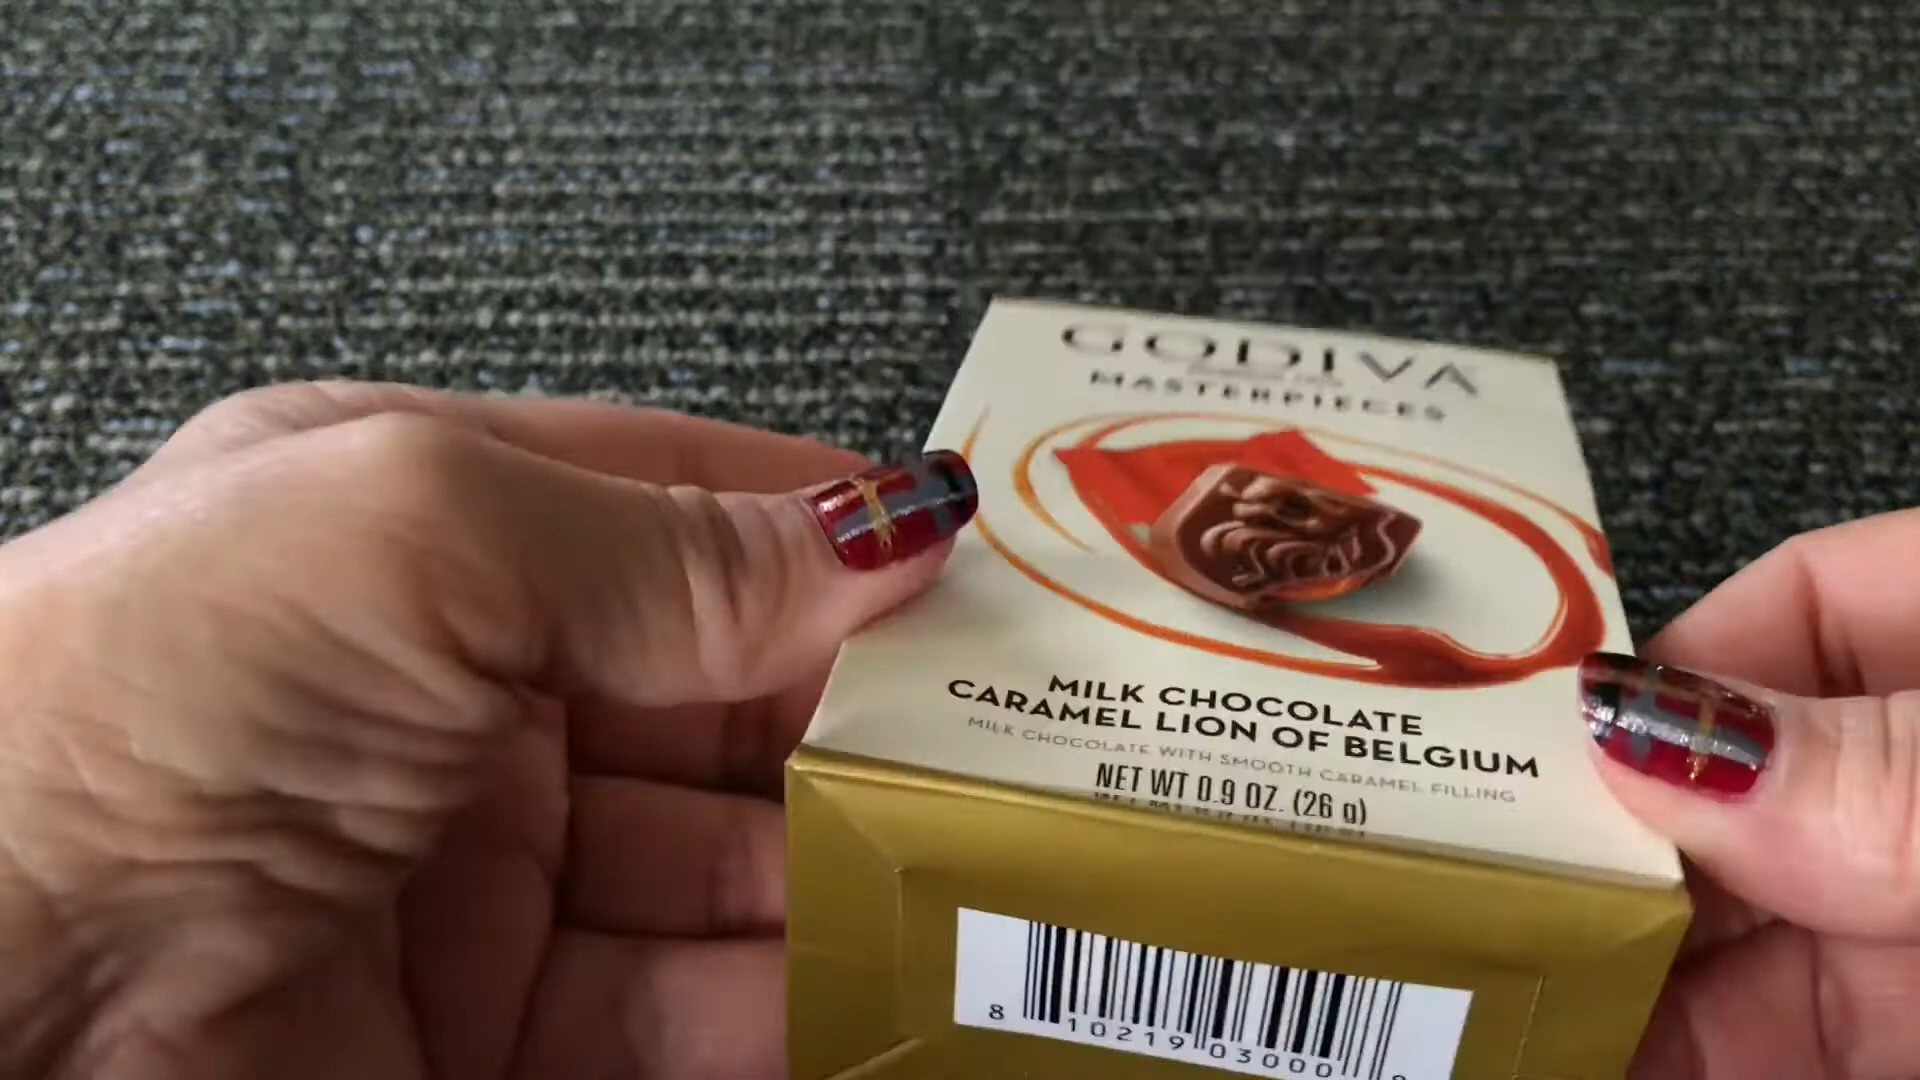 GODIVA
MASTERPIECES
MILK CHOCOLATE
CARAMEL LION OF BELGIUM
MILK CHOCOLATE WITH SMOOTH CARAMEL FILLING
NET WT 0.9 OZ. (26 g)
8 10219 03000